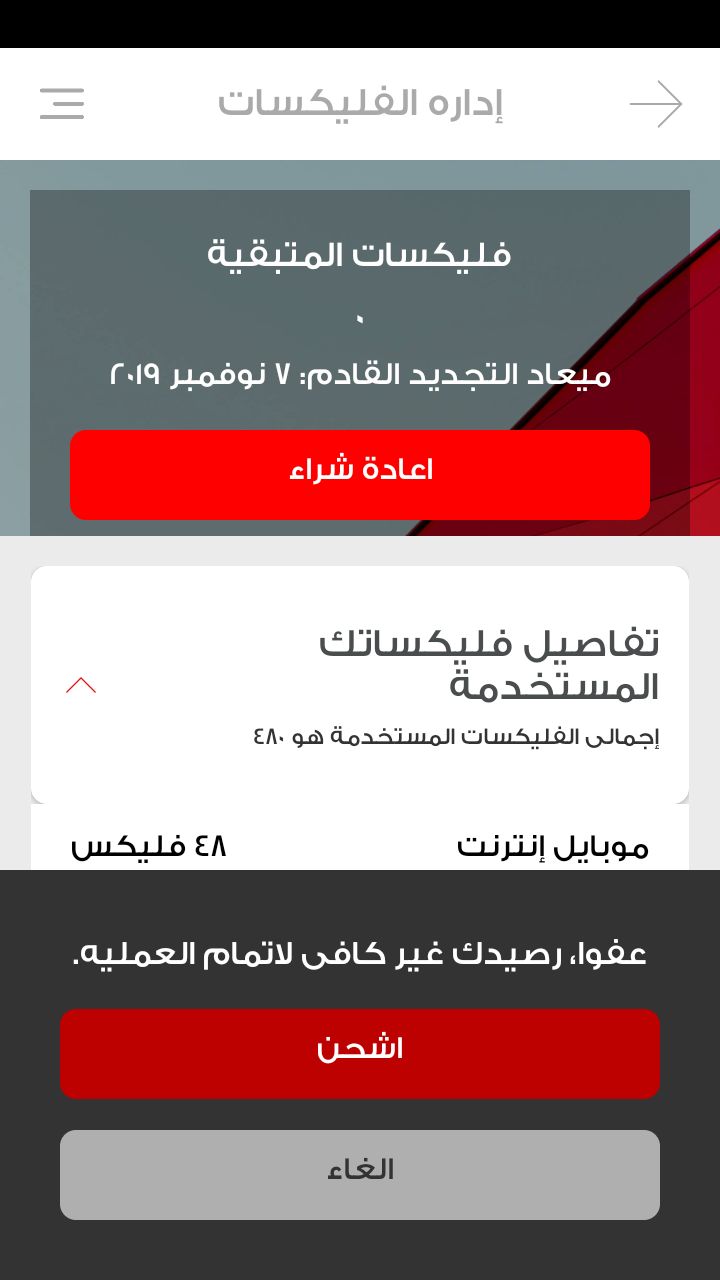 إداره الفليكسات
فليكسات المتبقية
٠
ميعاد التجديد القادم: ٧ نوفمبر ٢٠١٩
اعادة شراء
تفاصيل فليكساتك
المستخدمة
إجمالى الفليكسات المستخدمة هو ٤٨٠
موبايل إنترنت ٤٨ فليكس
عفوا، رصيدك غير كافى لاتمام العمليه.
اشحن
الغاء